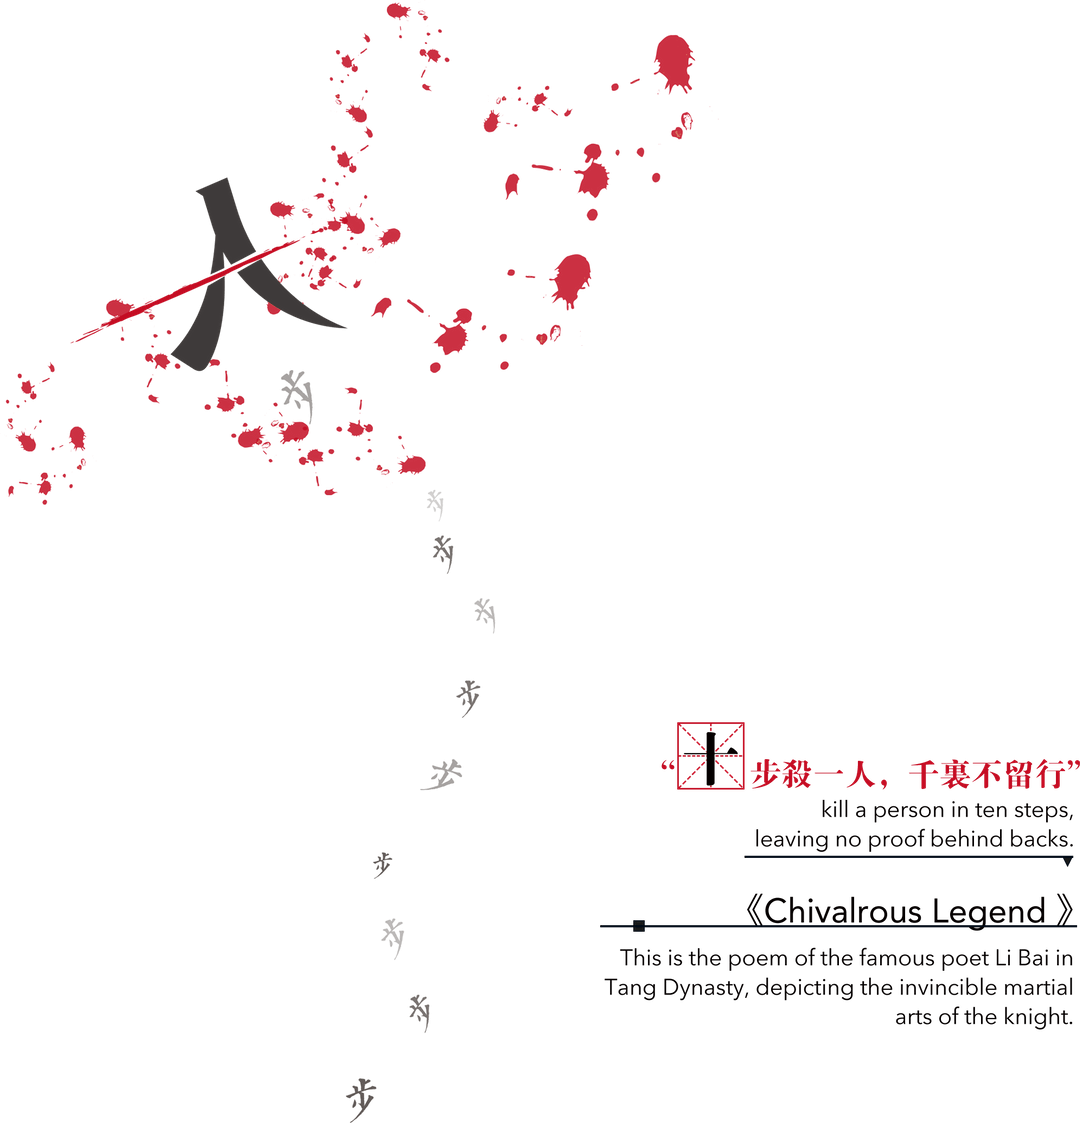 人
步
步
步
步
步
步
步
步
步
步
“十步殺一人，千裏不留行”
kill a person in ten steps,
leaving no proof behind backs.
《Chivalrous Legend 》
This is the poem of the famous poet Li Bai in
Tang Dynasty, depicting the invincible martial
arts of the knight.